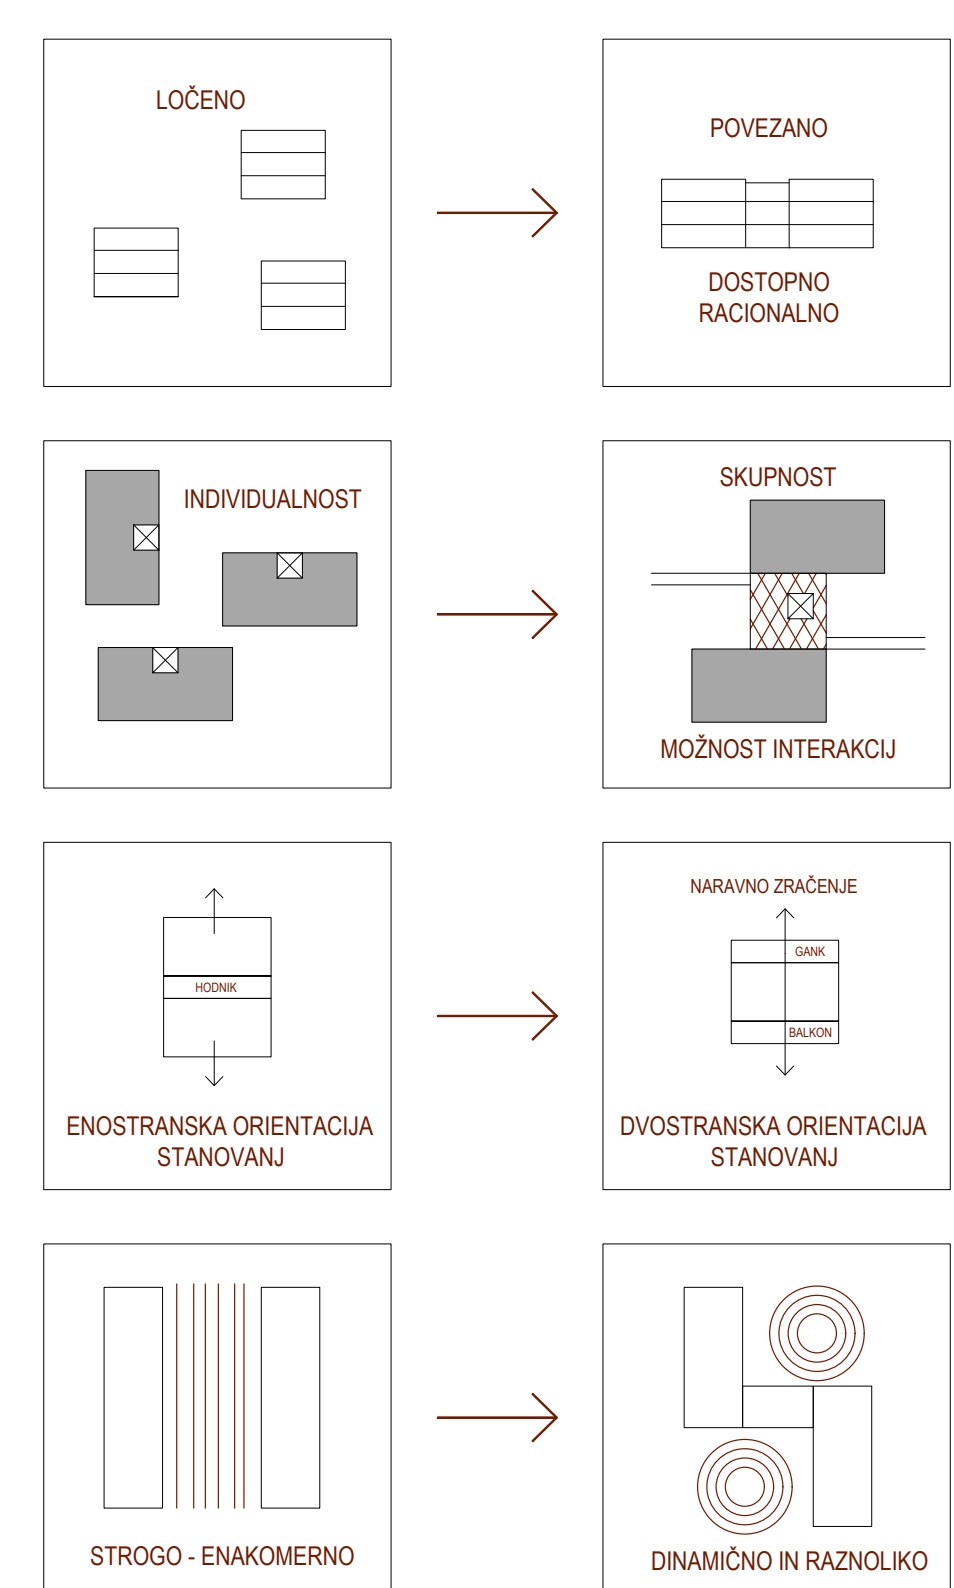 LOČENO
POVEZANO
DOSTOPNO
RACIONALNO
INDIVIDUALNOST
SKUPNOST
MOŽNOST INTERAKCIJ
HODNIK
ENOSTRANSKA ORIENTACIJA
STANOVANJ
NARAVNO ZRAČENJE
GANK
BALKON
DVOSTRANSKA ORIENTACIJA
STANOVANJ
STROGO - ENAKOMERNO
DINAMIČNO IN RAZNOLIKO